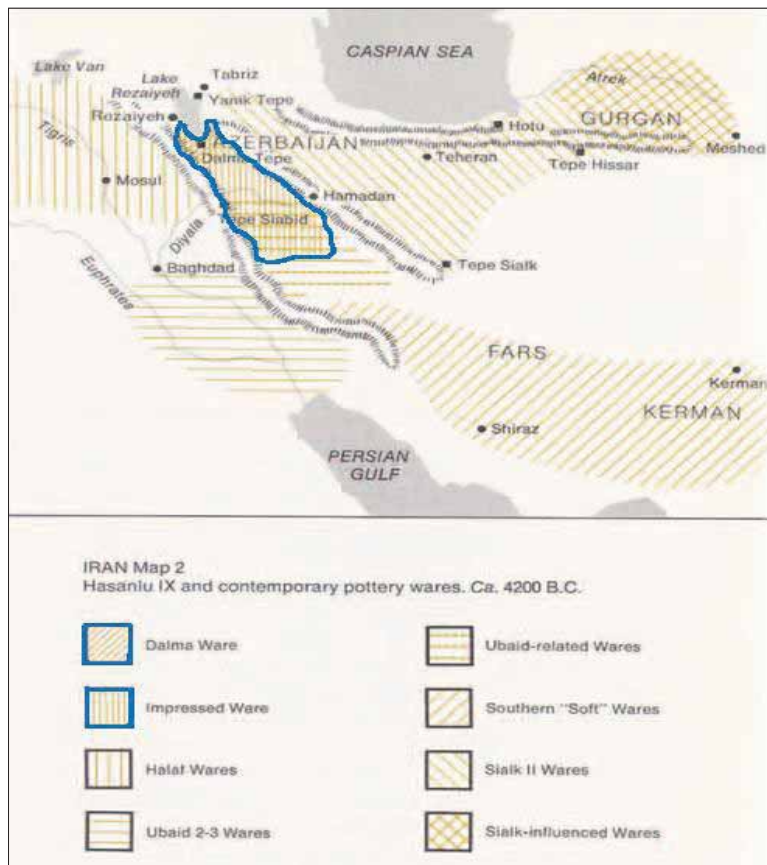 CASPIAN SEA
Lake Van
Lake
Rezaiyeh
Tabriz
Yanik Tepe
Atrek
Rezaiyeh
Hotu
GURGAN
Tigris
AZERBAIJAN
Dalma Tepe
Teheran
Tepe Hissar
Meshed
Mosul
Hamadan
Tepe Siabid
Diyala
Baghdad
Tepe Sialk
Euphrates
FARS
Kerman
KERMAN
Shiraz
PERSIAN
GULF
IRAN Map 2
Hasanlu IX and contemporary pottery wares. Ca. 4200 B.C.
Dalma Ware
Ubaid-related Wares
Impressed Ware
Southern "Soft" Wares
Halaf Wares
Sialk II Wares
Ubaid 2-3 Wares
Sialk-influenced Wares